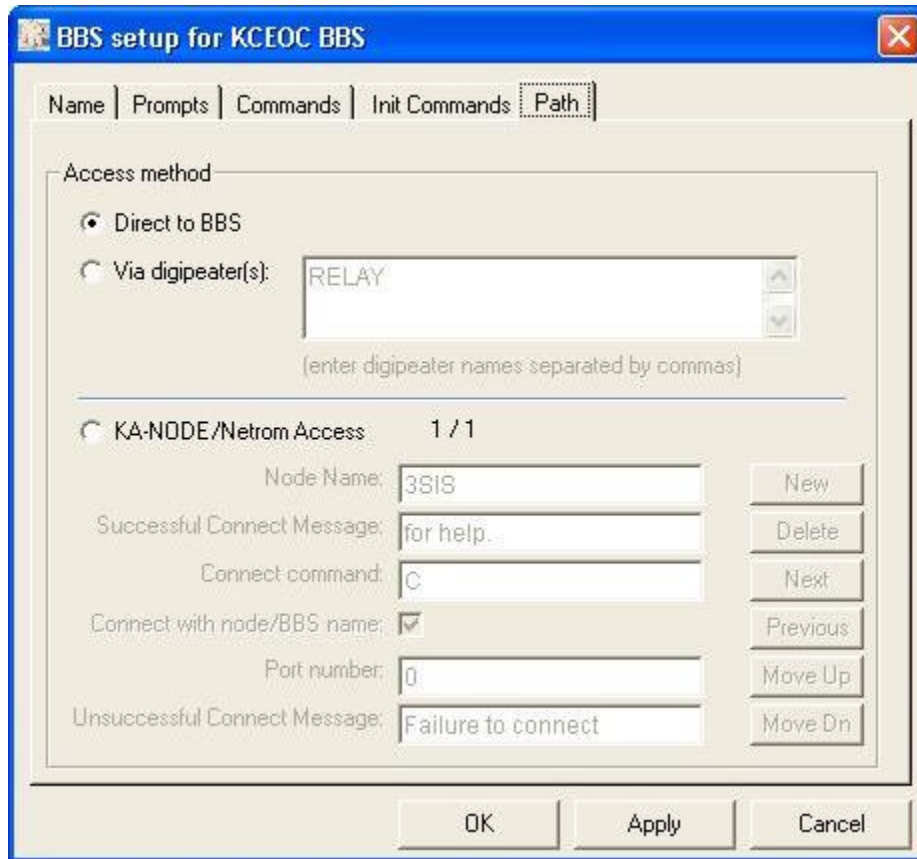 BBS setup for KCEOC BBS
Name Prompts Commands Init Commands Path
Access method
Direct to BBS
Via digipeater(s): RELAY
(enter digipeater names separated by commas)
KA-NODE/Netrom Access 1 / 1
Node Name: 3SIS New
Successful Connect Message: for help. Delete
Connect command: C Next
Connect with node/BBS name: Previous
Port number: 0 Move Up
Unsuccessful Connect Message: Failure to connect Move Dn
OK Apply Cancel